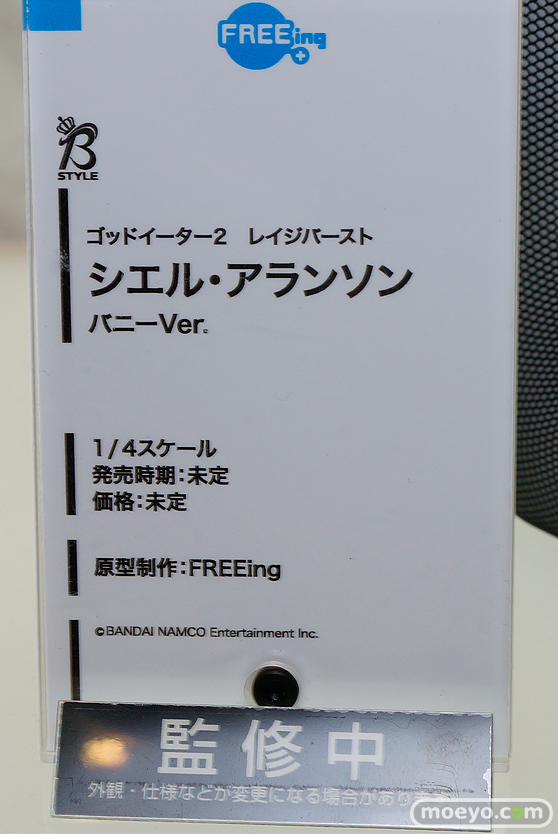 FREEing
B
STYLE
ゴッドイーター2　レイジバースト
シエル・アランソン
バニーVer.
1/4スケール
発売時期：未定
価格：未定
原型制作：FREEing
©BANDAI NAMCO Entertainment Inc.
監修中
外観・仕様などが変更になる場合があり
moeyo.com